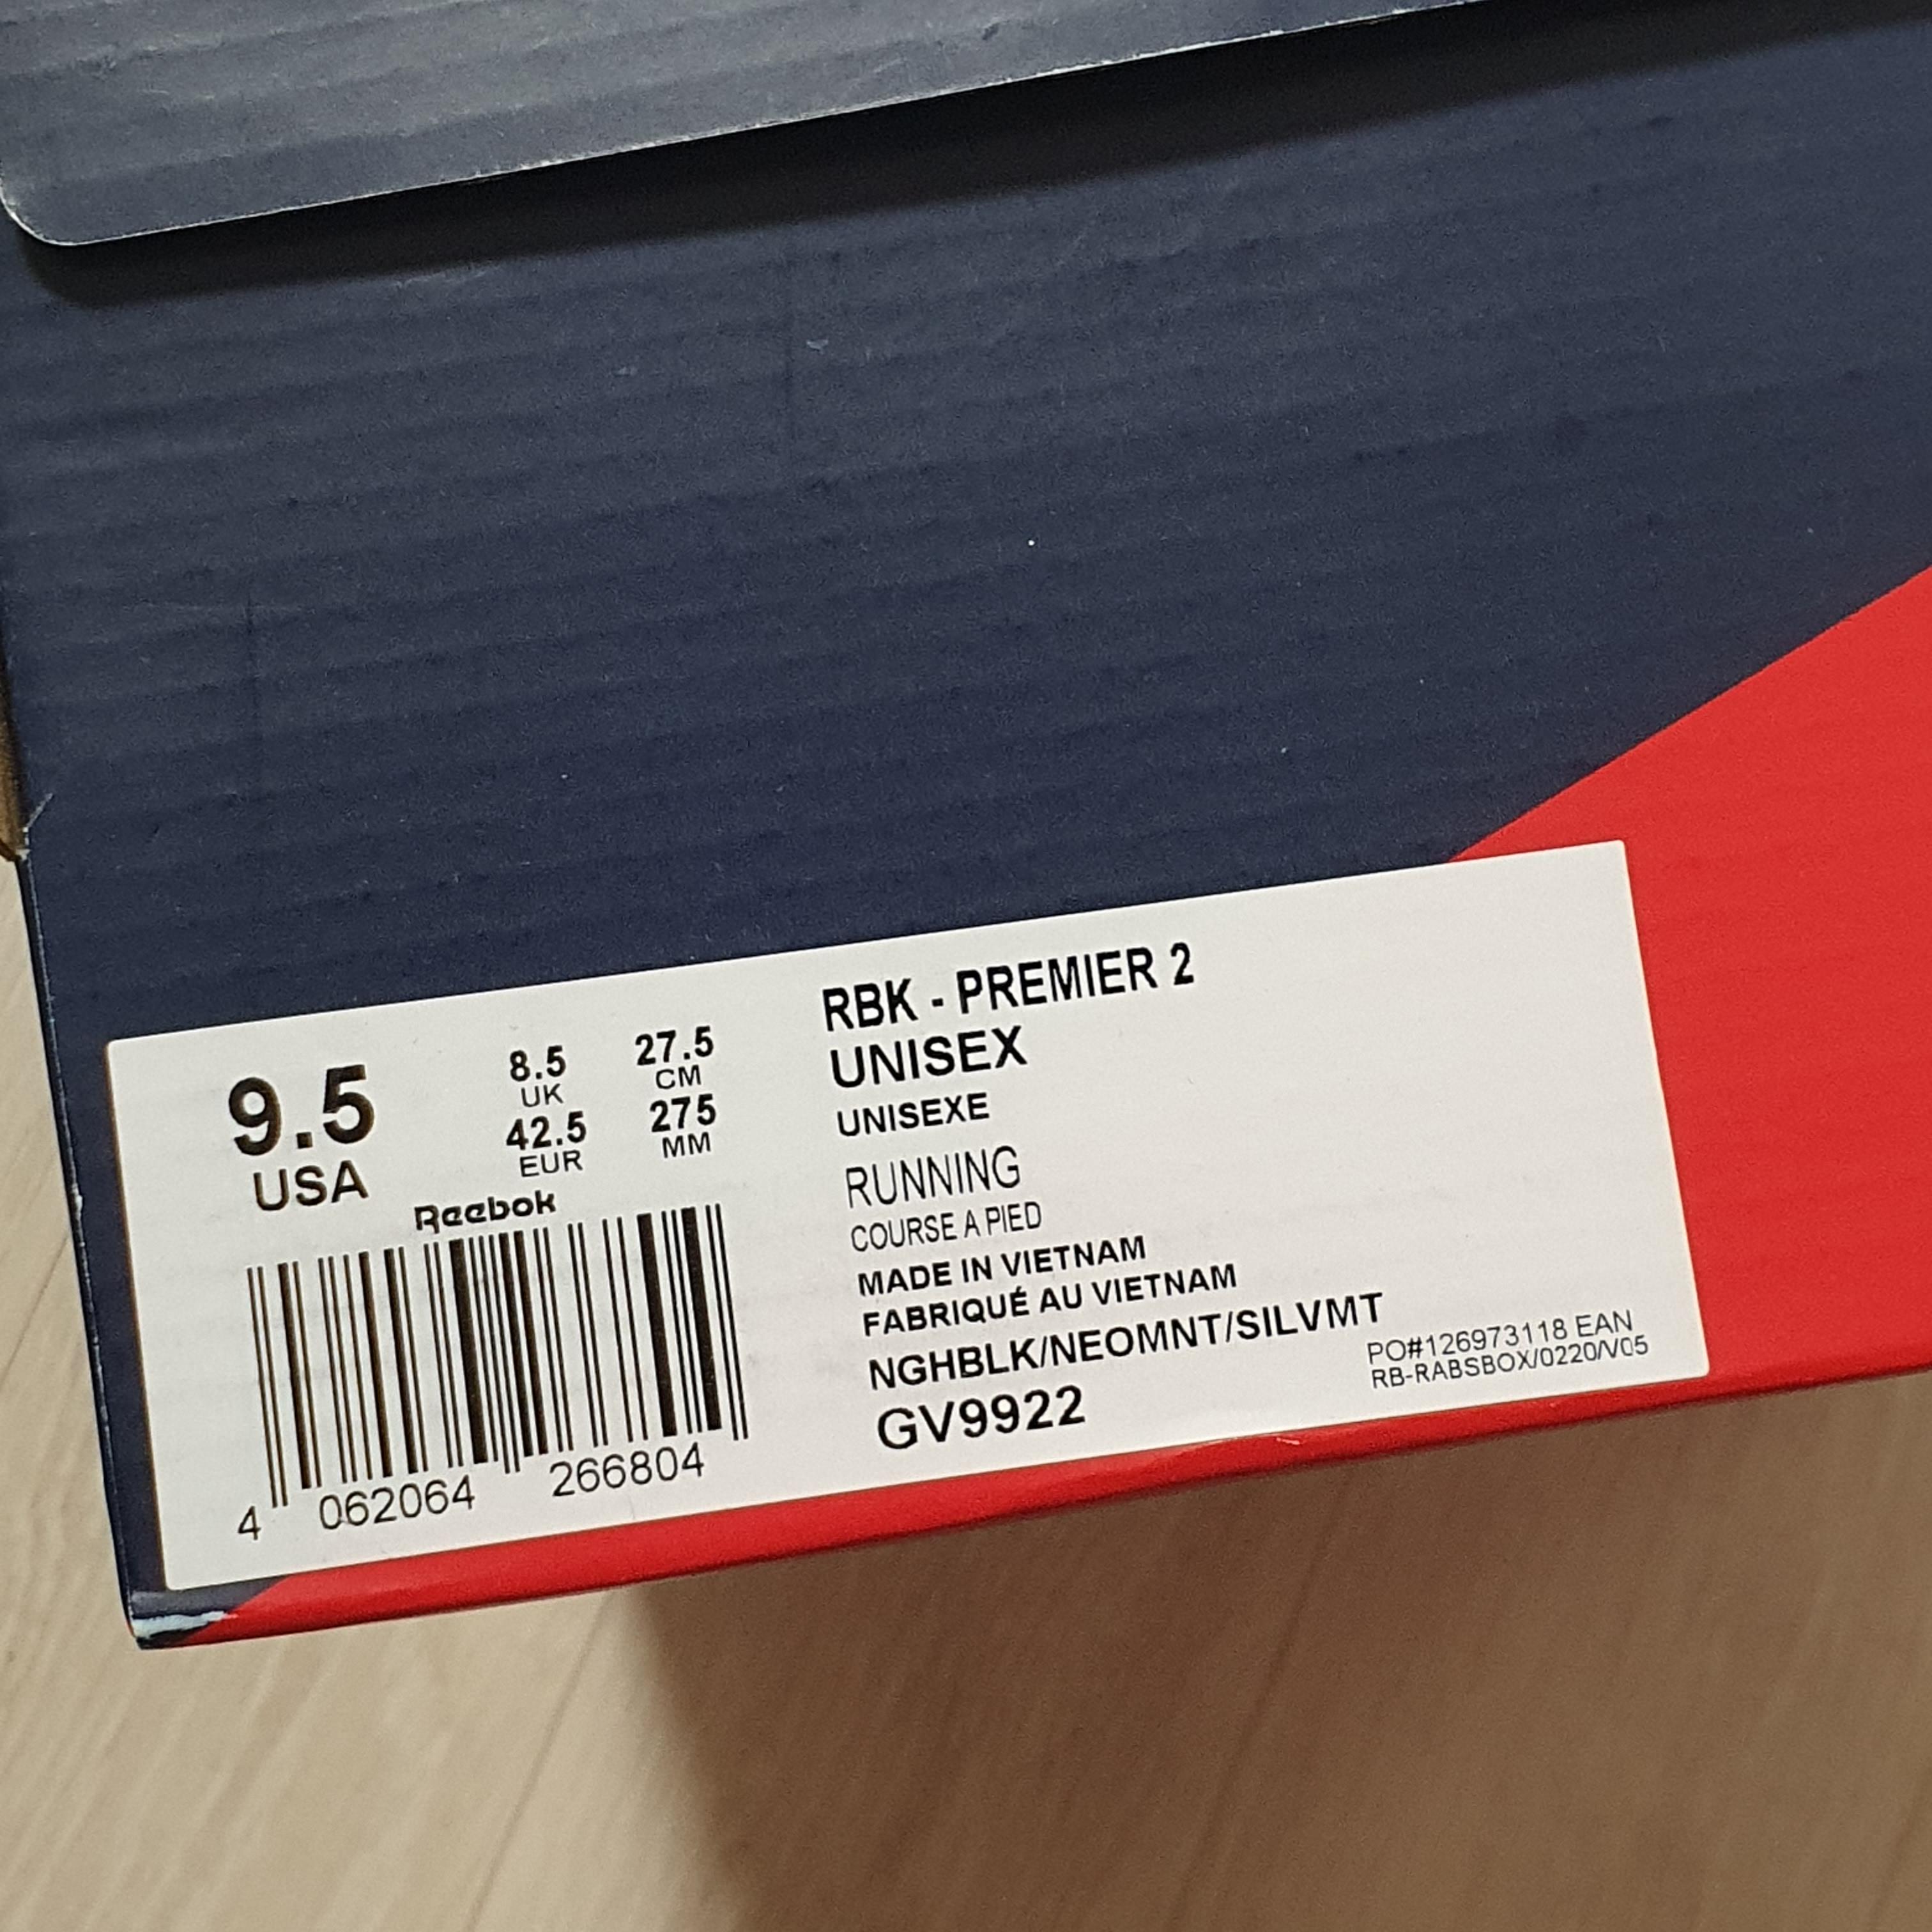 9.5
USA
8.5
UK
42.5
EUR
27.5
CM
275
MM
Reebok
4 062064 266804
RBK - PREMIER 2
UNISEX
UNISEXE
RUNNING
COURSE A PIED
MADE IN VIETNAM
FABRIQUÉ AU VIETNAM
NGHBLK/NEOMNT/SILVMT
GV9922
PO#126973118 EAN
RB-RABSBOX/0220/V05